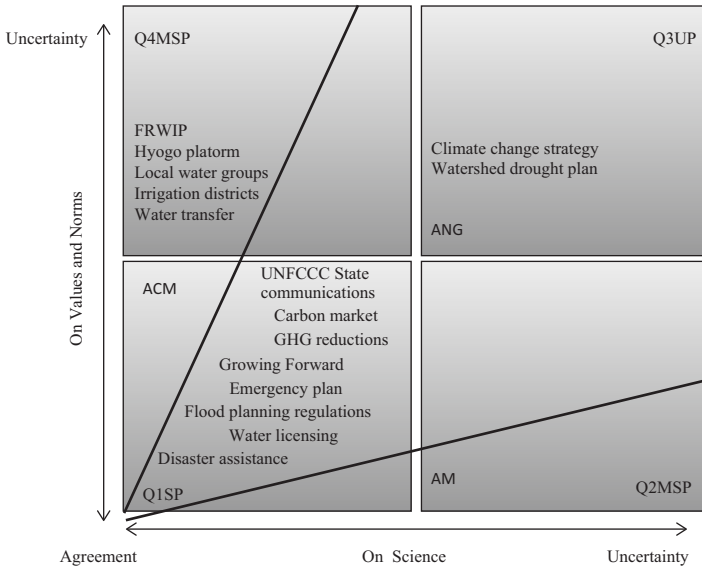 Uncertainty
Q4MSP
Q3UP
FRWIP
Hyogo platorm
Local water groups
Irrigation districts
Water transfer
Climate change strategy
Watershed drought plan
ANG
On Values and Norms
ACM
UNFCCC State
communications
Carbon market
GHG reductions
Growing Forward
Emergency plan
Flood planning regulations
Water licensing
Disaster assistance
Q1SP
AM
Q2MSP
Agreement
On Science
Uncertainty